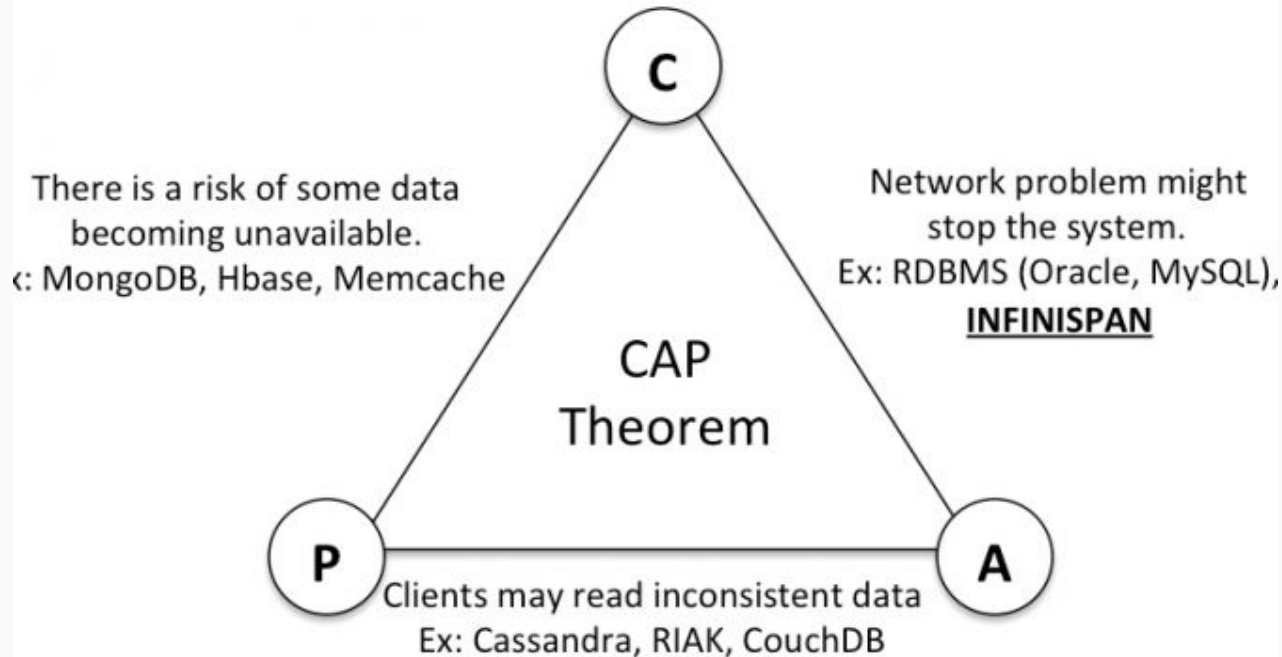 C
There is a risk of some data
becoming unavailable.
x: MongoDB, Hbase, Memcache
Network problem might
stop the system.
Ex: RDBMS (Oracle, MySQL),
INFINISPAN
CAP
Theorem
P
A
Clients may read inconsistent data
Ex: Cassandra, RIAK, CouchDB